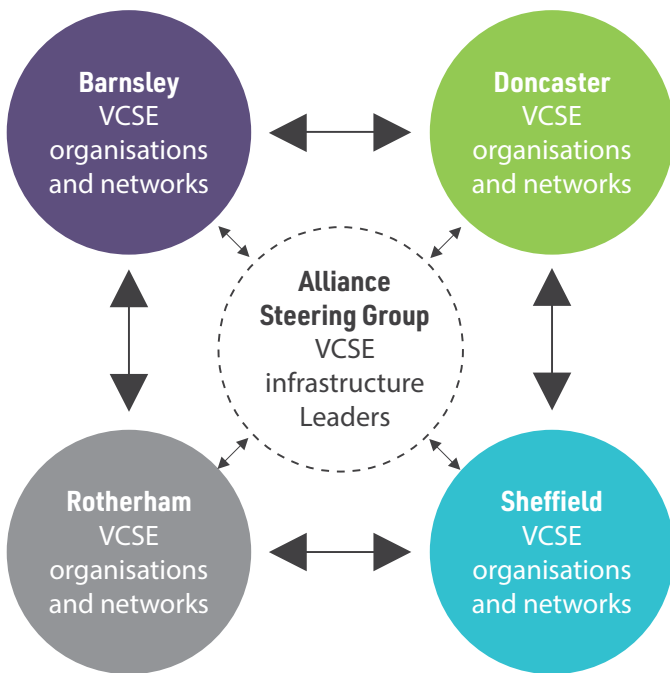 Barnsley
VCSE
organisations
and networks
Doncaster
VCSE
organisations
and networks
Alliance
Steering Group
VCSE
infrastructure
Leaders
Rotherham
VCSE
organisations
and networks
Sheffield
VCSE
organisations
and networks